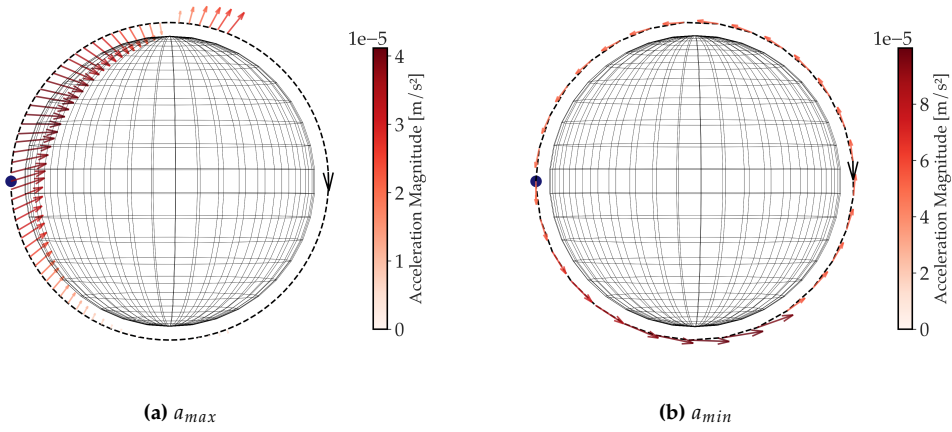 1e−5
4
3
2
1
0
Acceleration Magnitude [m/s²]
(a) a_max
1e−5
8
6
4
2
0
Acceleration Magnitude [m/s²]
(b) a_min